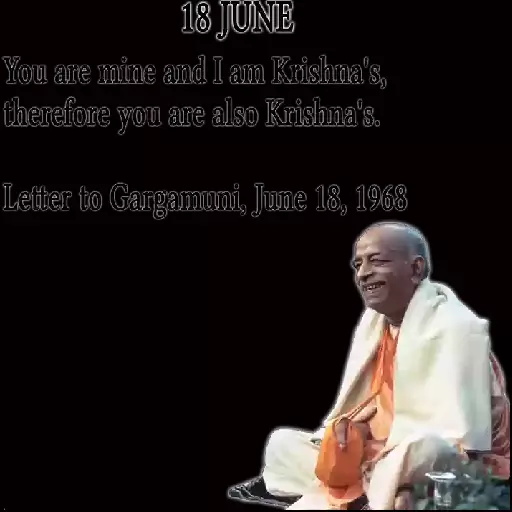 18 JUNE
You are mine and I am Krishna's,
therefore you are also Krishna's.
Letter to Gargamuni, June 18, 1968